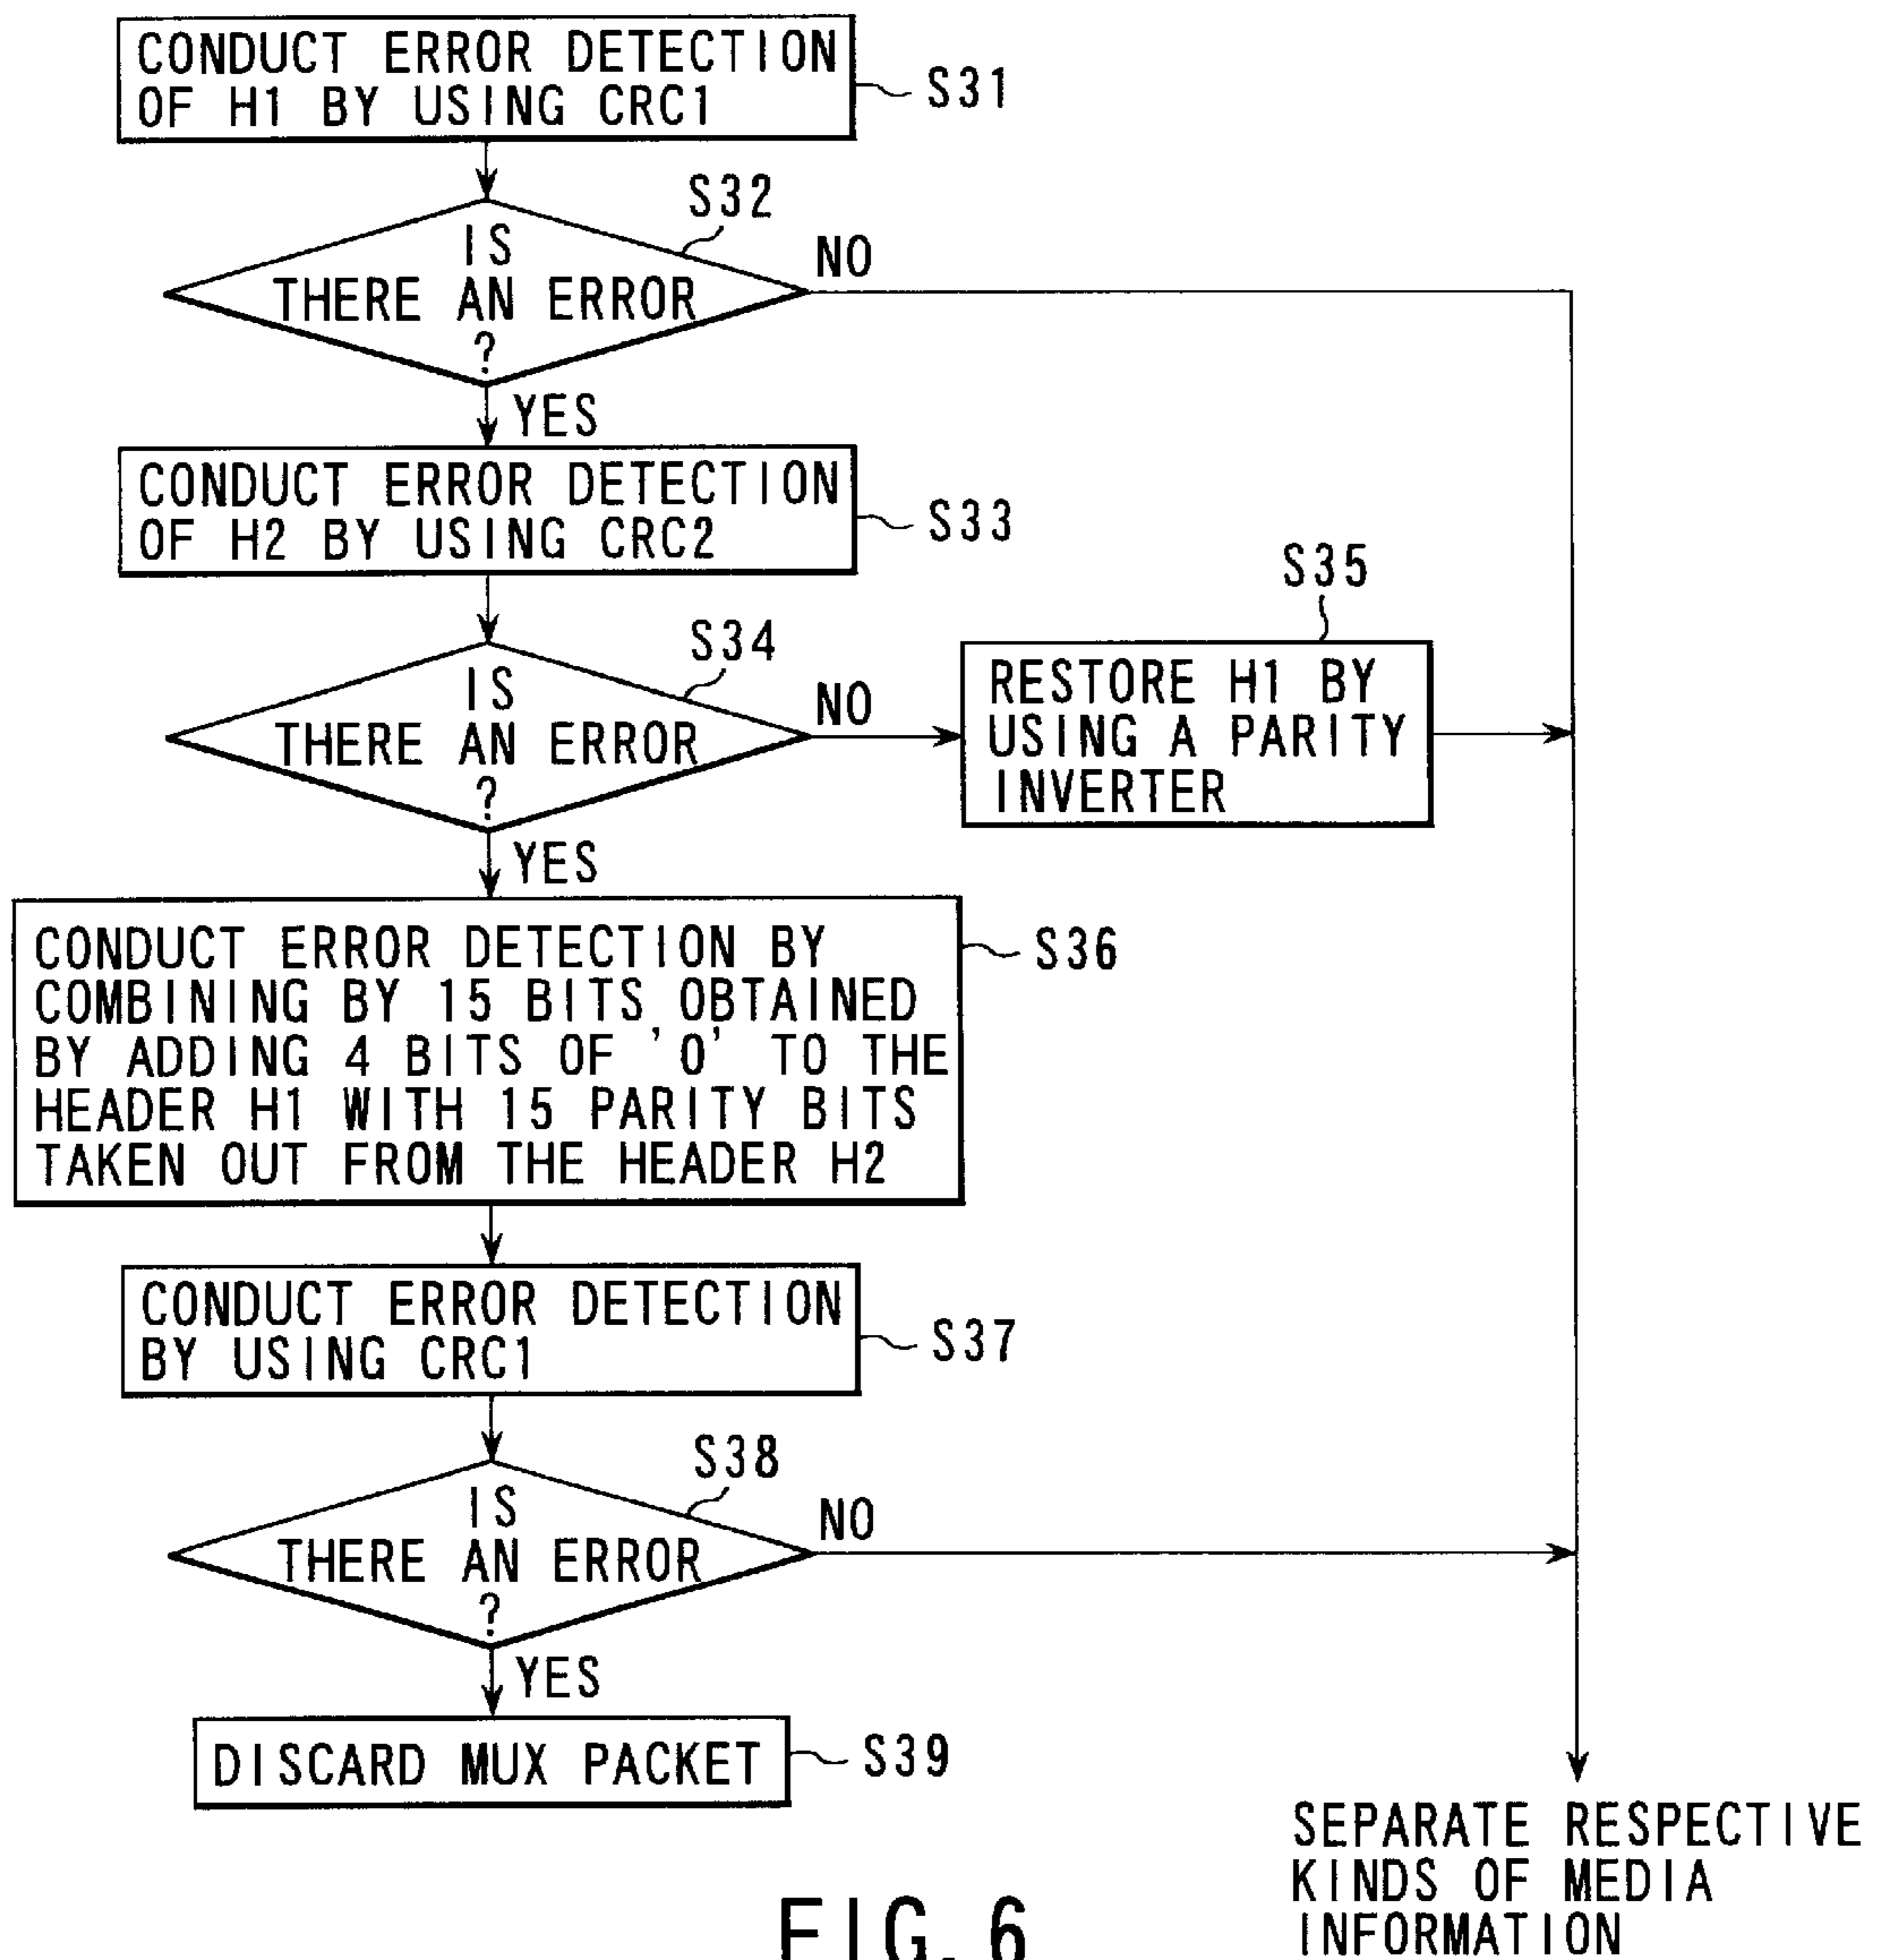 CONDUCT ERROR DETECTION
OF H1 BY USING CRC1
S31
S32
IS
THERE AN ERROR
?
NO
YES
CONDUCT ERROR DETECTION
OF H2 BY USING CRC2
S33
S34
IS
THERE AN ERROR
?
NO
S35
RESTORE H1 BY
USING A PARITY
INVERTER
YES
CONDUCT ERROR DETECTION BY
COMBINING BY 15 BITS OBTAINED
BY ADDING 4 BITS OF '0' TO THE
HEADER H1 WITH 15 PARITY BITS
TAKEN OUT FROM THE HEADER H2
S36
CONDUCT ERROR DETECTION
BY USING CRC1
S37
S38
IS
THERE AN ERROR
?
NO
YES
DISCARD MUX PACKET
S39
SEPARATE RESPECTIVE
KINDS OF MEDIA
INFORMATION
FIG. 6